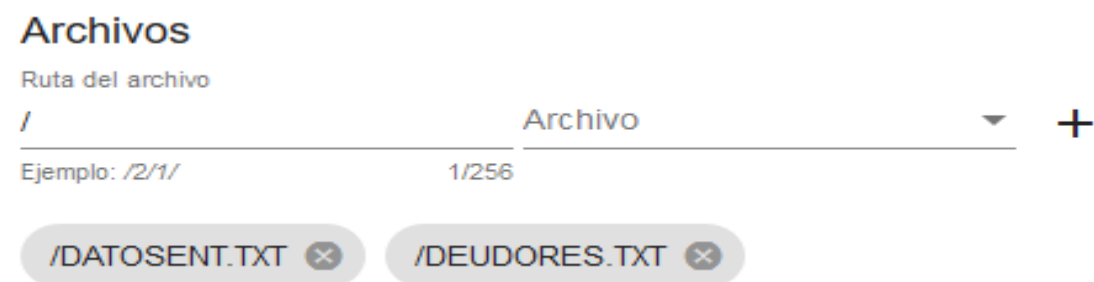 Archivos
Ruta del archivo
/ Archivo
Ejemplo: /2/1/ 1/256
/DATOSENT.TXT /DEUDORES.TXT